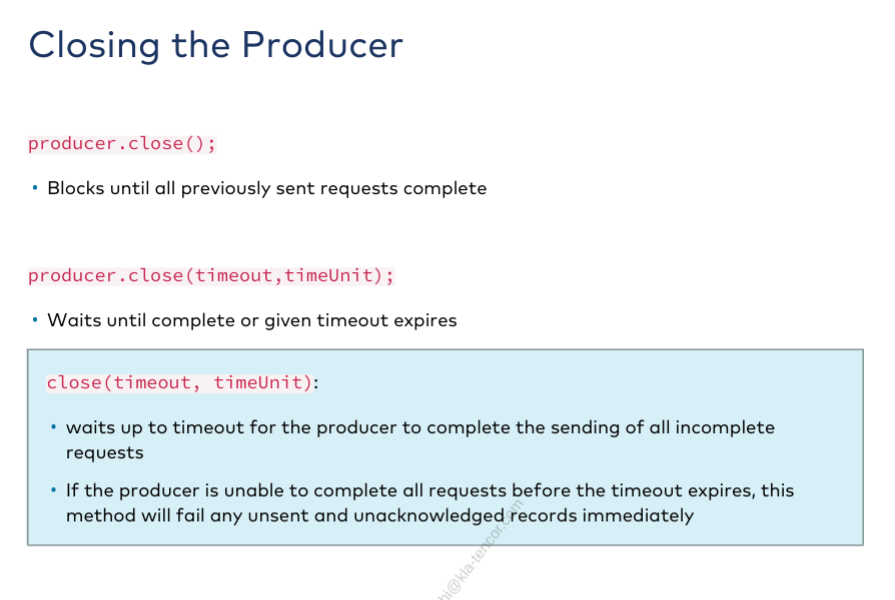 Closing the Producer
producer.close();
• Blocks until all previously sent requests complete
producer.close(timeout,timeUnit);
• Waits until complete or given timeout expires
close(timeout, timeUnit):
• waits up to timeout for the producer to complete the sending of all incomplete
requests
• If the producer is unable to complete all requests before the timeout expires, this
method will fail any unsent and unacknowledged records immediately
hi@kla-tencor.com